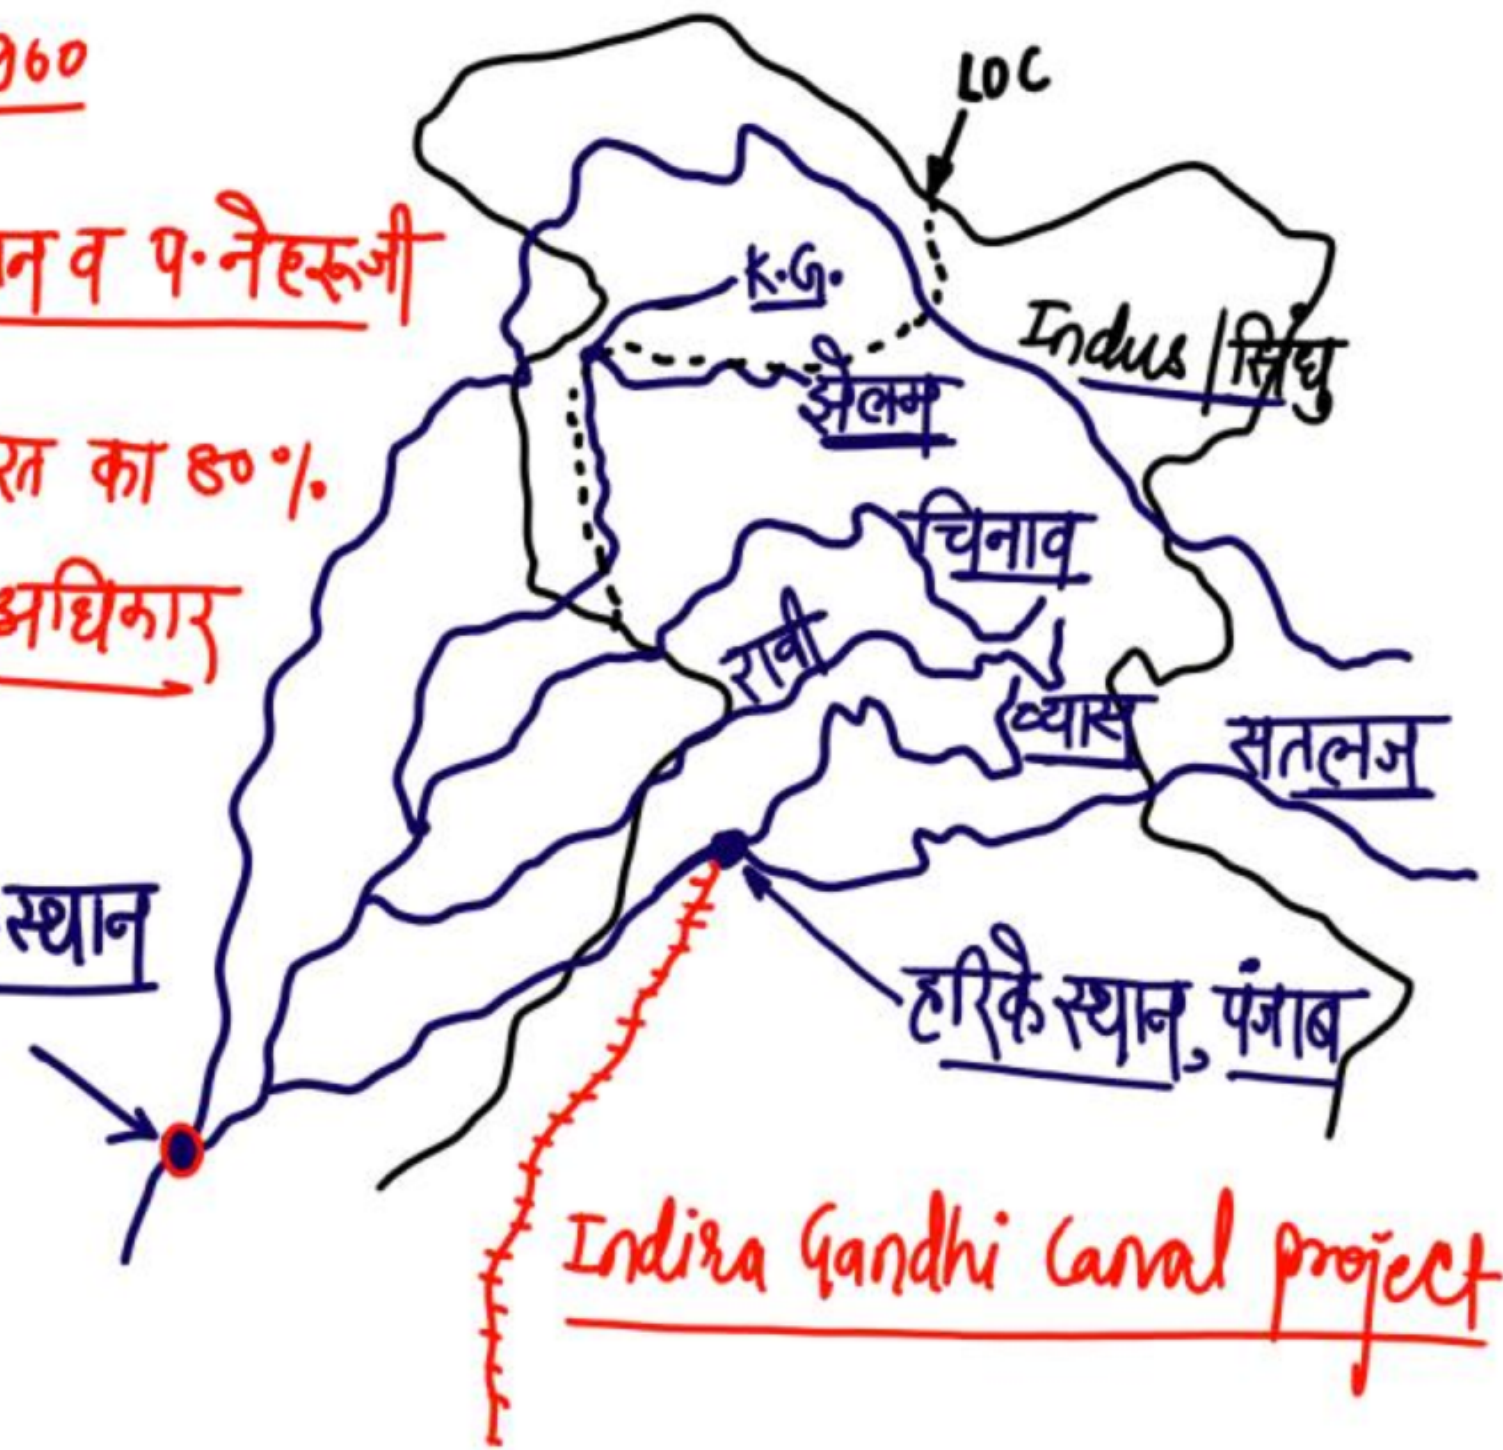 960
LOC
न व प. नेहरूजी
K.G.
Indus / सिंधु
झेलम
रत का 80%.
चिनाव
अधिकार
रावी
व्यास
सतलज
स्थान
हरिके स्थान, पंजाब
Indira Gandhi Canal project